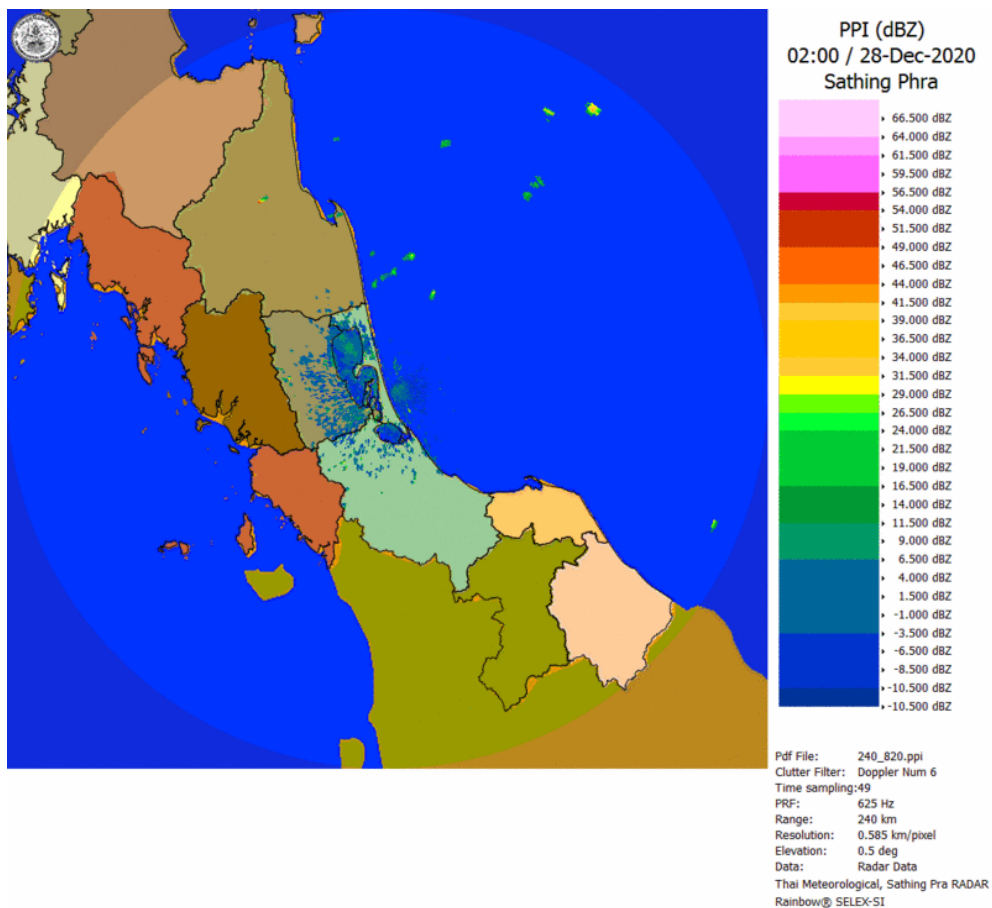 PPI (dBZ)
02:00 / 28-Dec-2020
Sathing Phra
66.500 dBZ
64.000 dBZ
61.500 dBZ
59.500 dBZ
56.500 dBZ
54.000 dBZ
51.500 dBZ
49.000 dBZ
46.500 dBZ
44.000 dBZ
41.500 dBZ
39.000 dBZ
36.500 dBZ
34.000 dBZ
31.500 dBZ
29.000 dBZ
26.500 dBZ
24.000 dBZ
21.500 dBZ
19.000 dBZ
16.500 dBZ
14.000 dBZ
11.500 dBZ
9.000 dBZ
6.500 dBZ
4.000 dBZ
1.500 dBZ
-1.000 dBZ
-3.500 dBZ
-6.500 dBZ
-8.500 dBZ
-10.500 dBZ
-10.500 dBZ
Pdf File: 240_820.ppi
Clutter Filter: Doppler Num 6
Time sampling:49
PRF: 625 Hz
Range: 240 km
Resolution: 0.585 km/pixel
Elevation: 0.5 deg
Data: Radar Data
Thai Meteorological, Sathing Pra RADAR
Rainbow® SELEX-SI